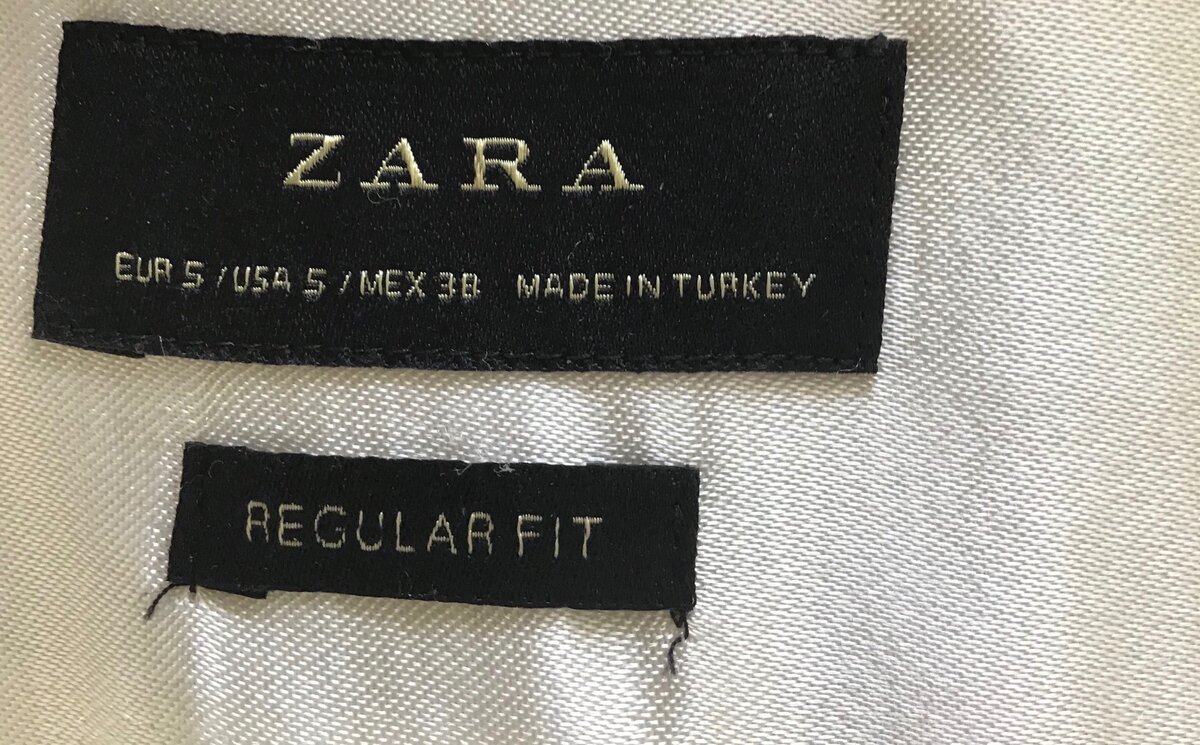 ZARA
EUR S / USA S / MEX 38 MADE IN TURKEY
REGULAR FIT